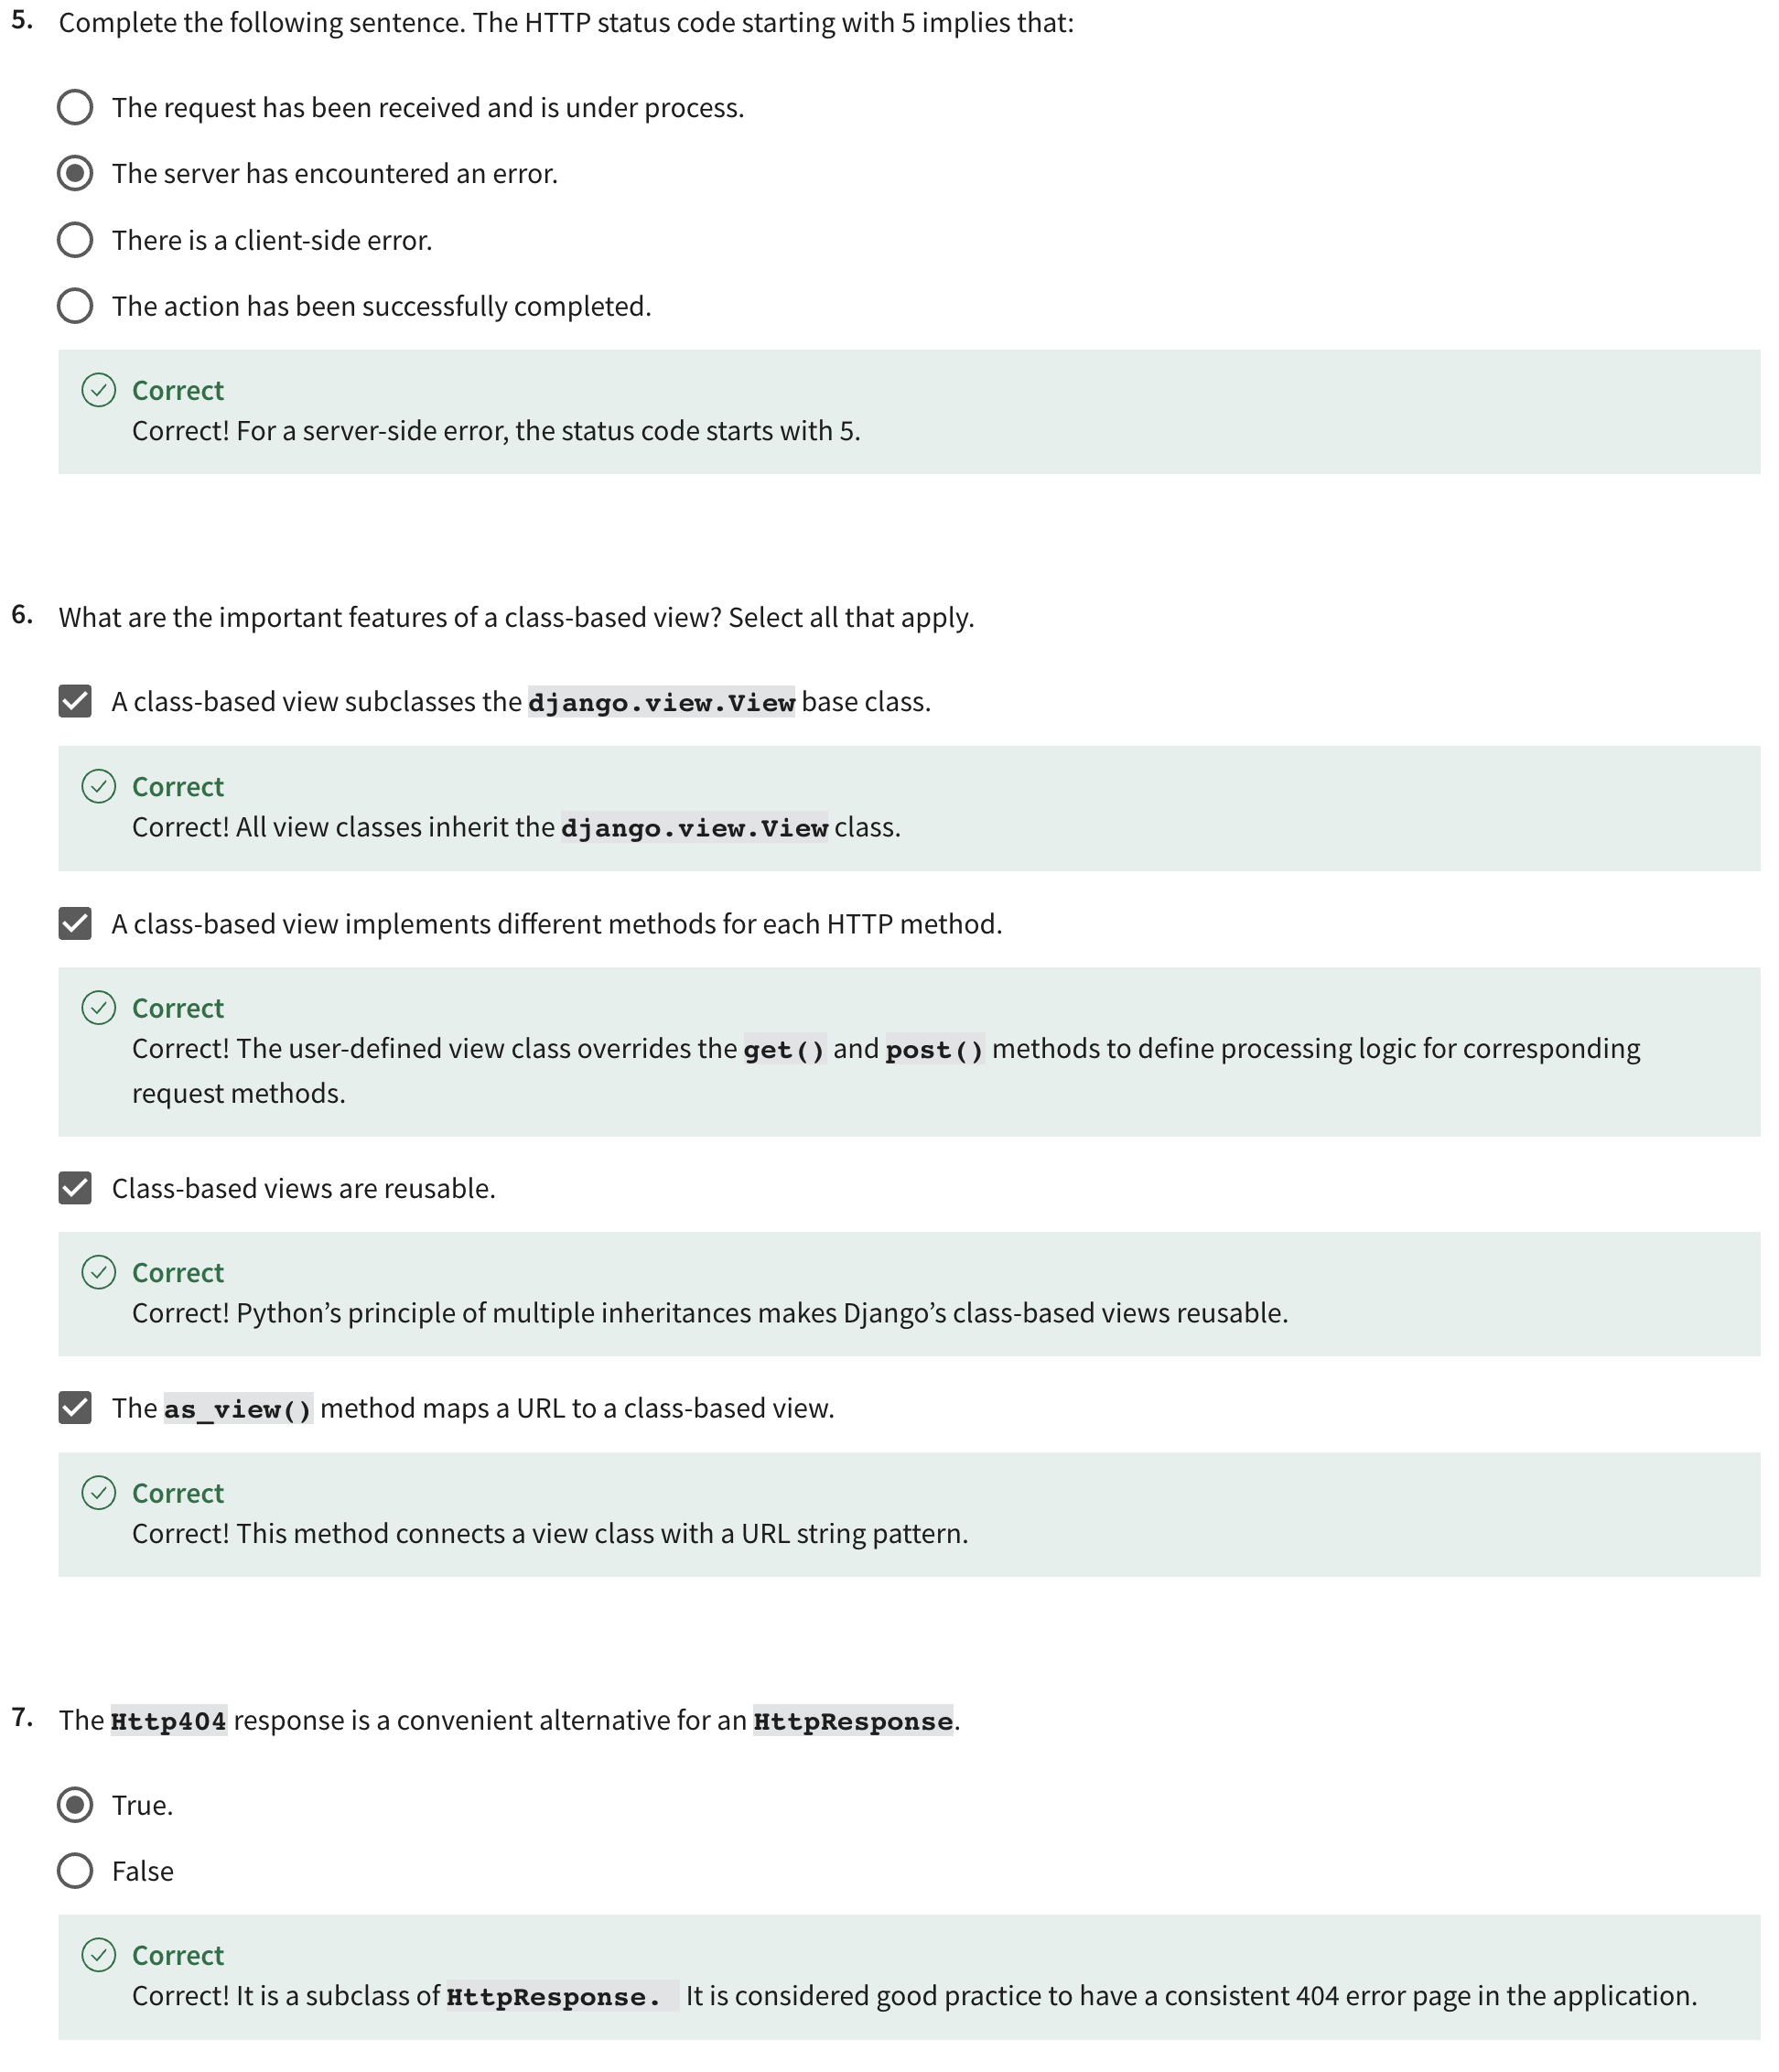 5. Complete the following sentence. The HTTP status code starting with 5 implies that:
The request has been received and is under process.
The server has encountered an error.
There is a client-side error.
The action has been successfully completed.
Correct
Correct! For a server-side error, the status code starts with 5.
6. What are the important features of a class-based view? Select all that apply.
A class-based view subclasses the django.view.View base class.
Correct
Correct! All view classes inherit the django.view.View class.
A class-based view implements different methods for each HTTP method.
Correct
Correct! The user-defined view class overrides the get() and post() methods to define processing logic for corresponding
request methods.
Class-based views are reusable.
Correct
Correct! Python’s principle of multiple inheritances makes Django’s class-based views reusable.
The as_view() method maps a URL to a class-based view.
Correct
Correct! This method connects a view class with a URL string pattern.
7. The Http404 response is a convenient alternative for an HttpResponse.
True.
False
Correct
Correct! It is a subclass of HttpResponse. It is considered good practice to have a consistent 404 error page in the application.